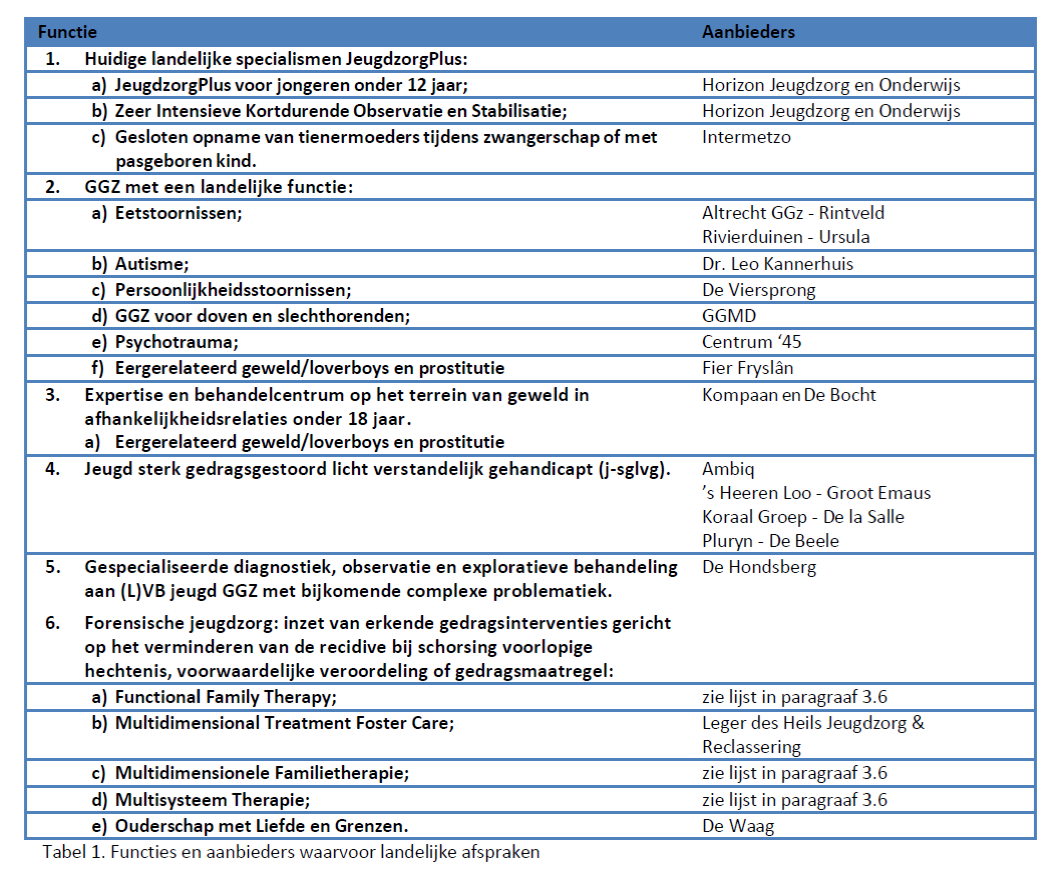 Functie Aanbieders
1. Huidige landelijke specialismen JeugdzorgPlus:
a) JeugdzorgPlus voor jongeren onder 12 jaar; Horizon Jeugdzorg en Onderwijs
b) Zeer Intensieve Kortdurende Observatie en Stabilisatie; Horizon Jeugdzorg en Onderwijs
c) Gesloten opname van tienermoeders tijdens zwangerschap of met Intermetzo
pasgeboren kind.
2. GGZ met een landelijke functie:
a) Eetstoornissen; Altrecht GGz - Rintveld
Rivierduinen - Ursula
b) Autisme; Dr. Leo Kannerhuis
c) Persoonlijkheidsstoornissen; De Viersprong
d) GGZ voor doven en slechthorenden; GGMD
e) Psychotrauma; Centrum ‘45
f) Eergerelateerd geweld/loverboys en prostitutie Fier Fryslân
3. Expertise en behandelcentrum op het terrein van geweld in Kompaan en De Bocht
afhankelijkheidsrelaties onder 18 jaar.
a) Eergerelateerd geweld/loverboys en prostitutie
4. Jeugd sterk gedragsgestoord licht verstandelijk gehandicapt (j-sglvg). Ambiq
’s Heeren Loo - Groot Emaus
Koraal Groep - De la Salle
Pluryn - De Beele
5. Gespecialiseerde diagnostiek, observatie en exploratieve behandeling De Hondsberg
aan (L)VB jeugd GGZ met bijkomende complexe problematiek.
6. Forensische jeugdzorg: inzet van erkende gedragsinterventies gericht
op het verminderen van de recidive bij schorsing voorlopige
hechtenis, voorwaardelijke veroordeling of gedragsmaatregel:
a) Functional Family Therapy; zie lijst in paragraaf 3.6
b) Multidimensional Treatment Foster Care; Leger des Heils Jeugdzorg &
Reclassering
c) Multidimensionele Familietherapie; zie lijst in paragraaf 3.6
d) Multisysteem Therapie; zie lijst in paragraaf 3.6
e) Ouderschap met Liefde en Grenzen. De Waag
Tabel 1. Functies en aanbieders waarvoor landelijke afspraken